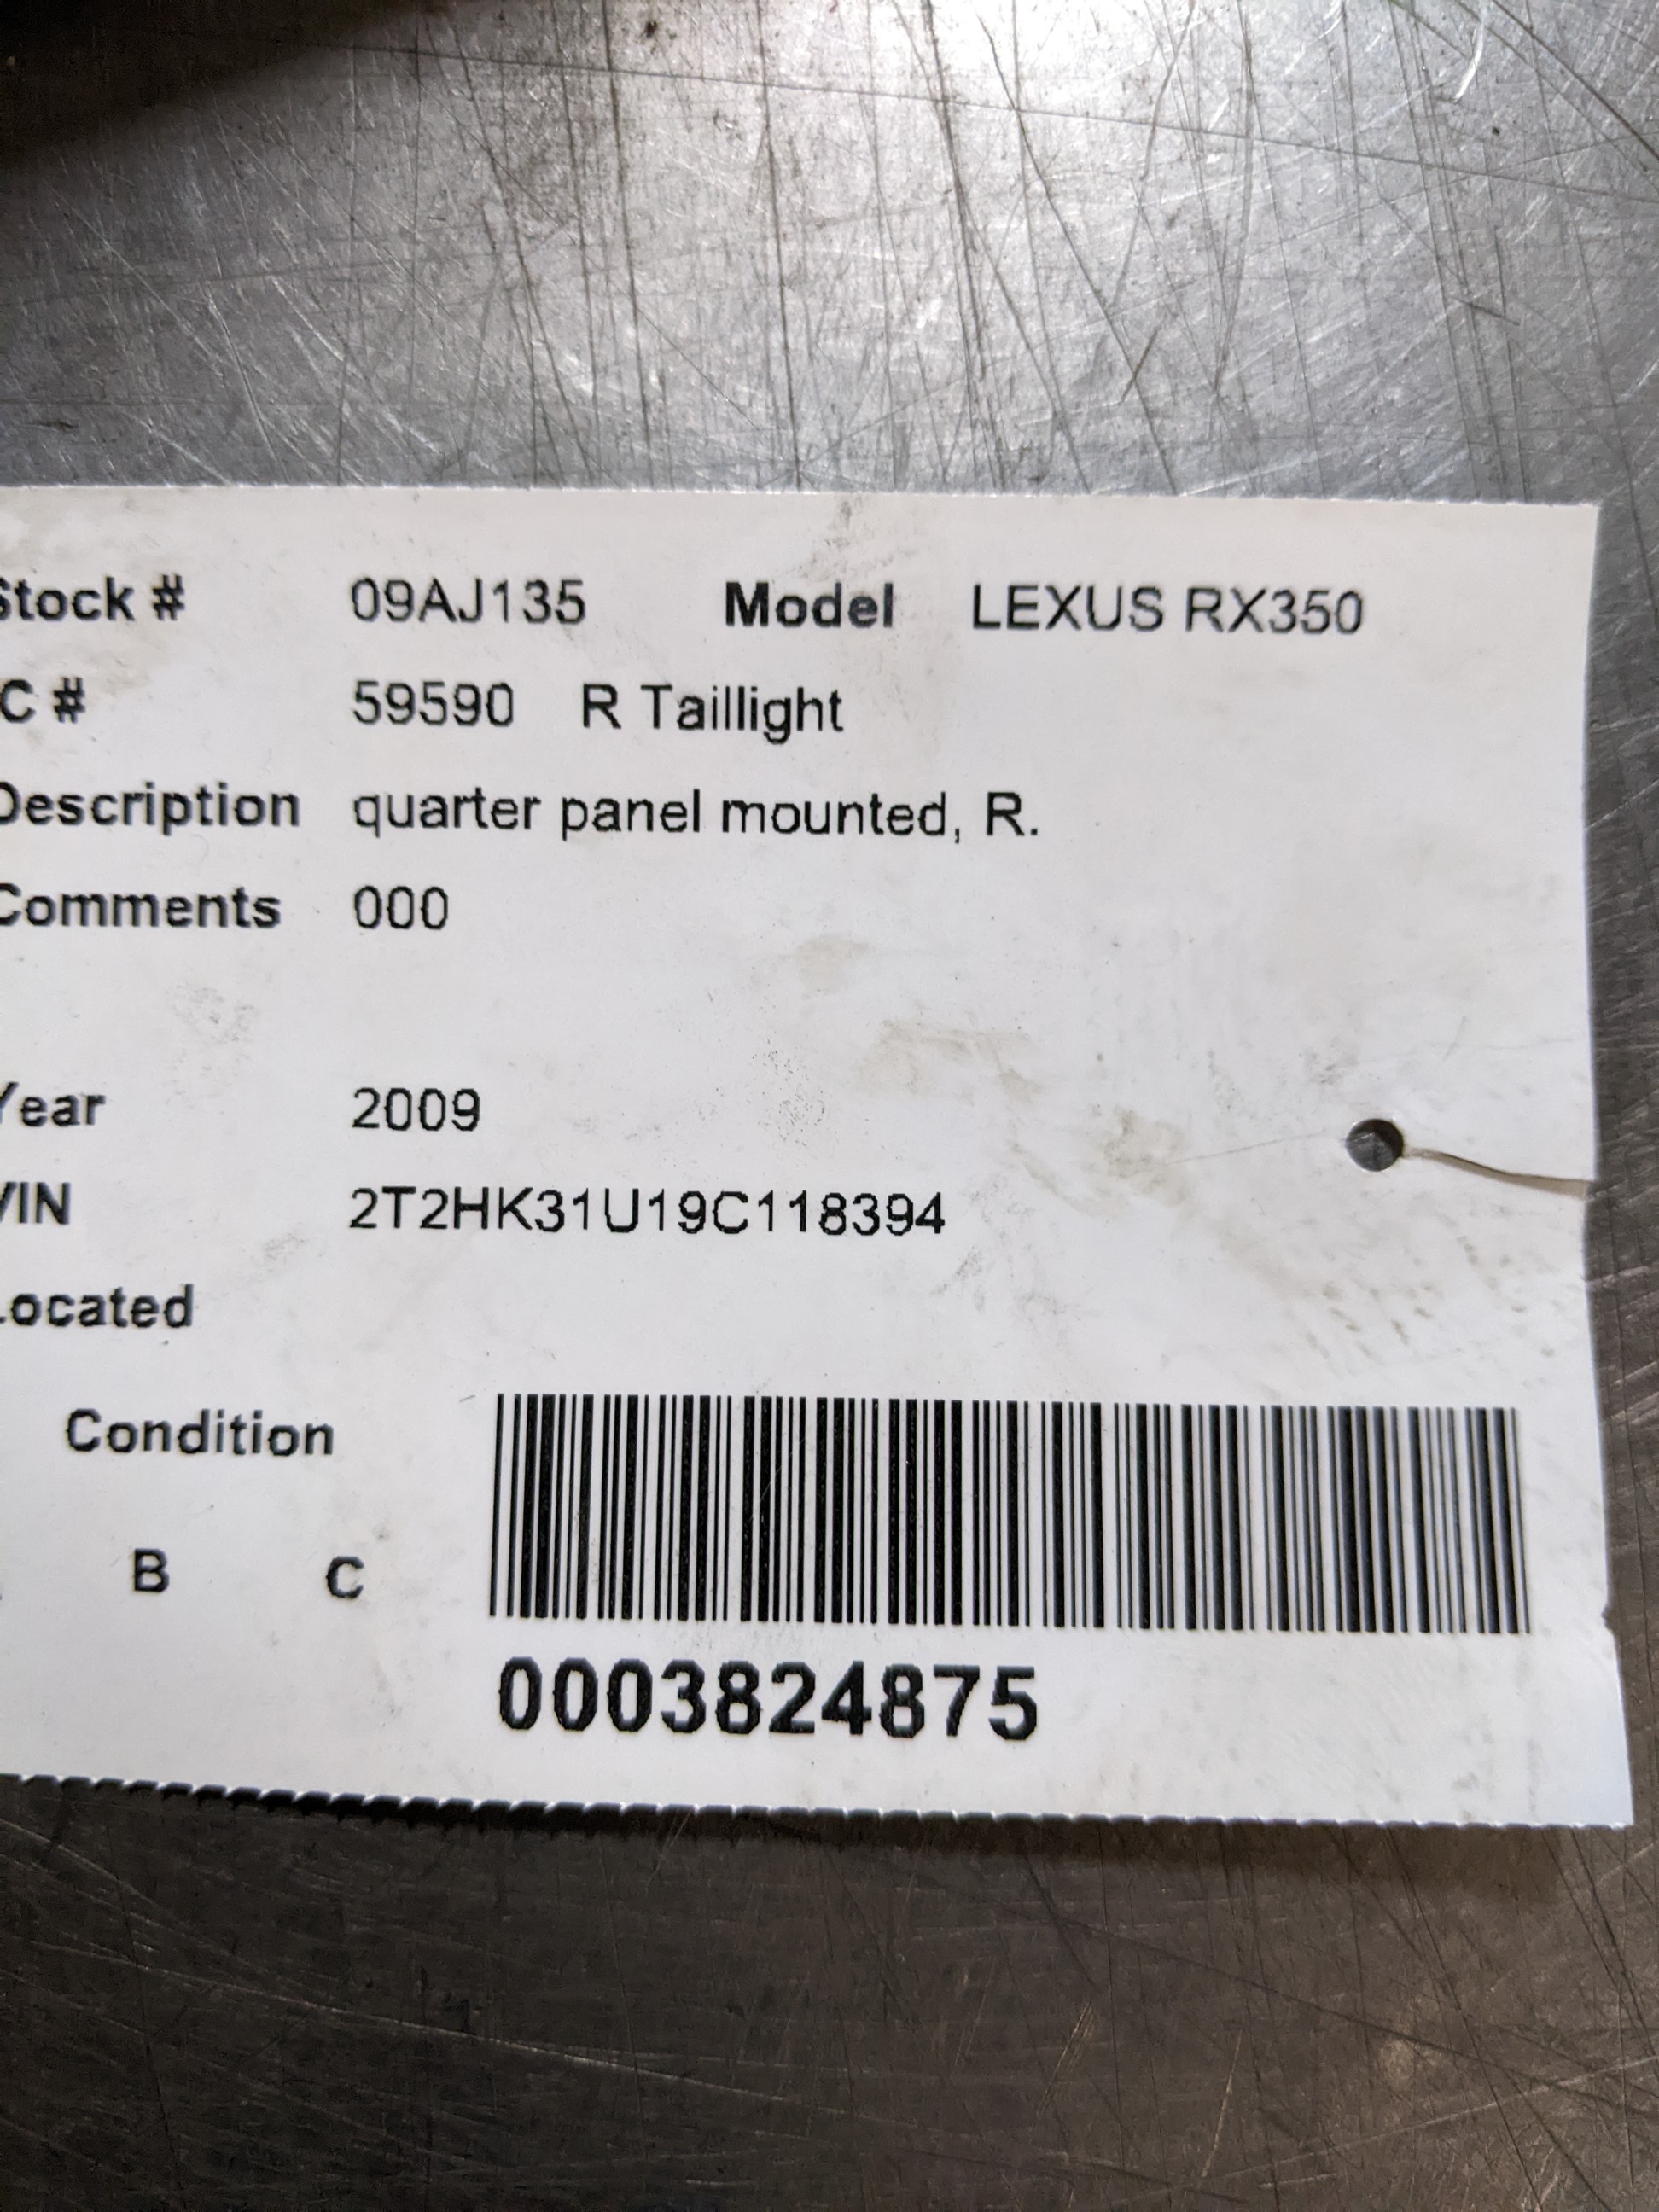 Stock # 09AJ135 Model LEXUS RX350
IC # 59590 R Taillight
Description quarter panel mounted, R.
Comments 000
Year 2009
VIN 2T2HK31U19C118394
Located
Condition
B C
0003824875